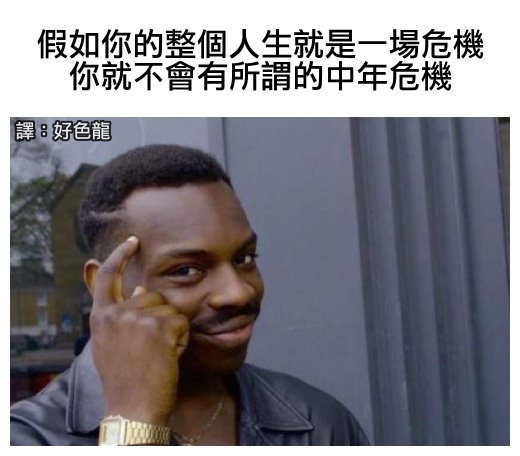 假如你的整個人生就是一場危機
你就不會有所謂的中年危機
譯：好色龍